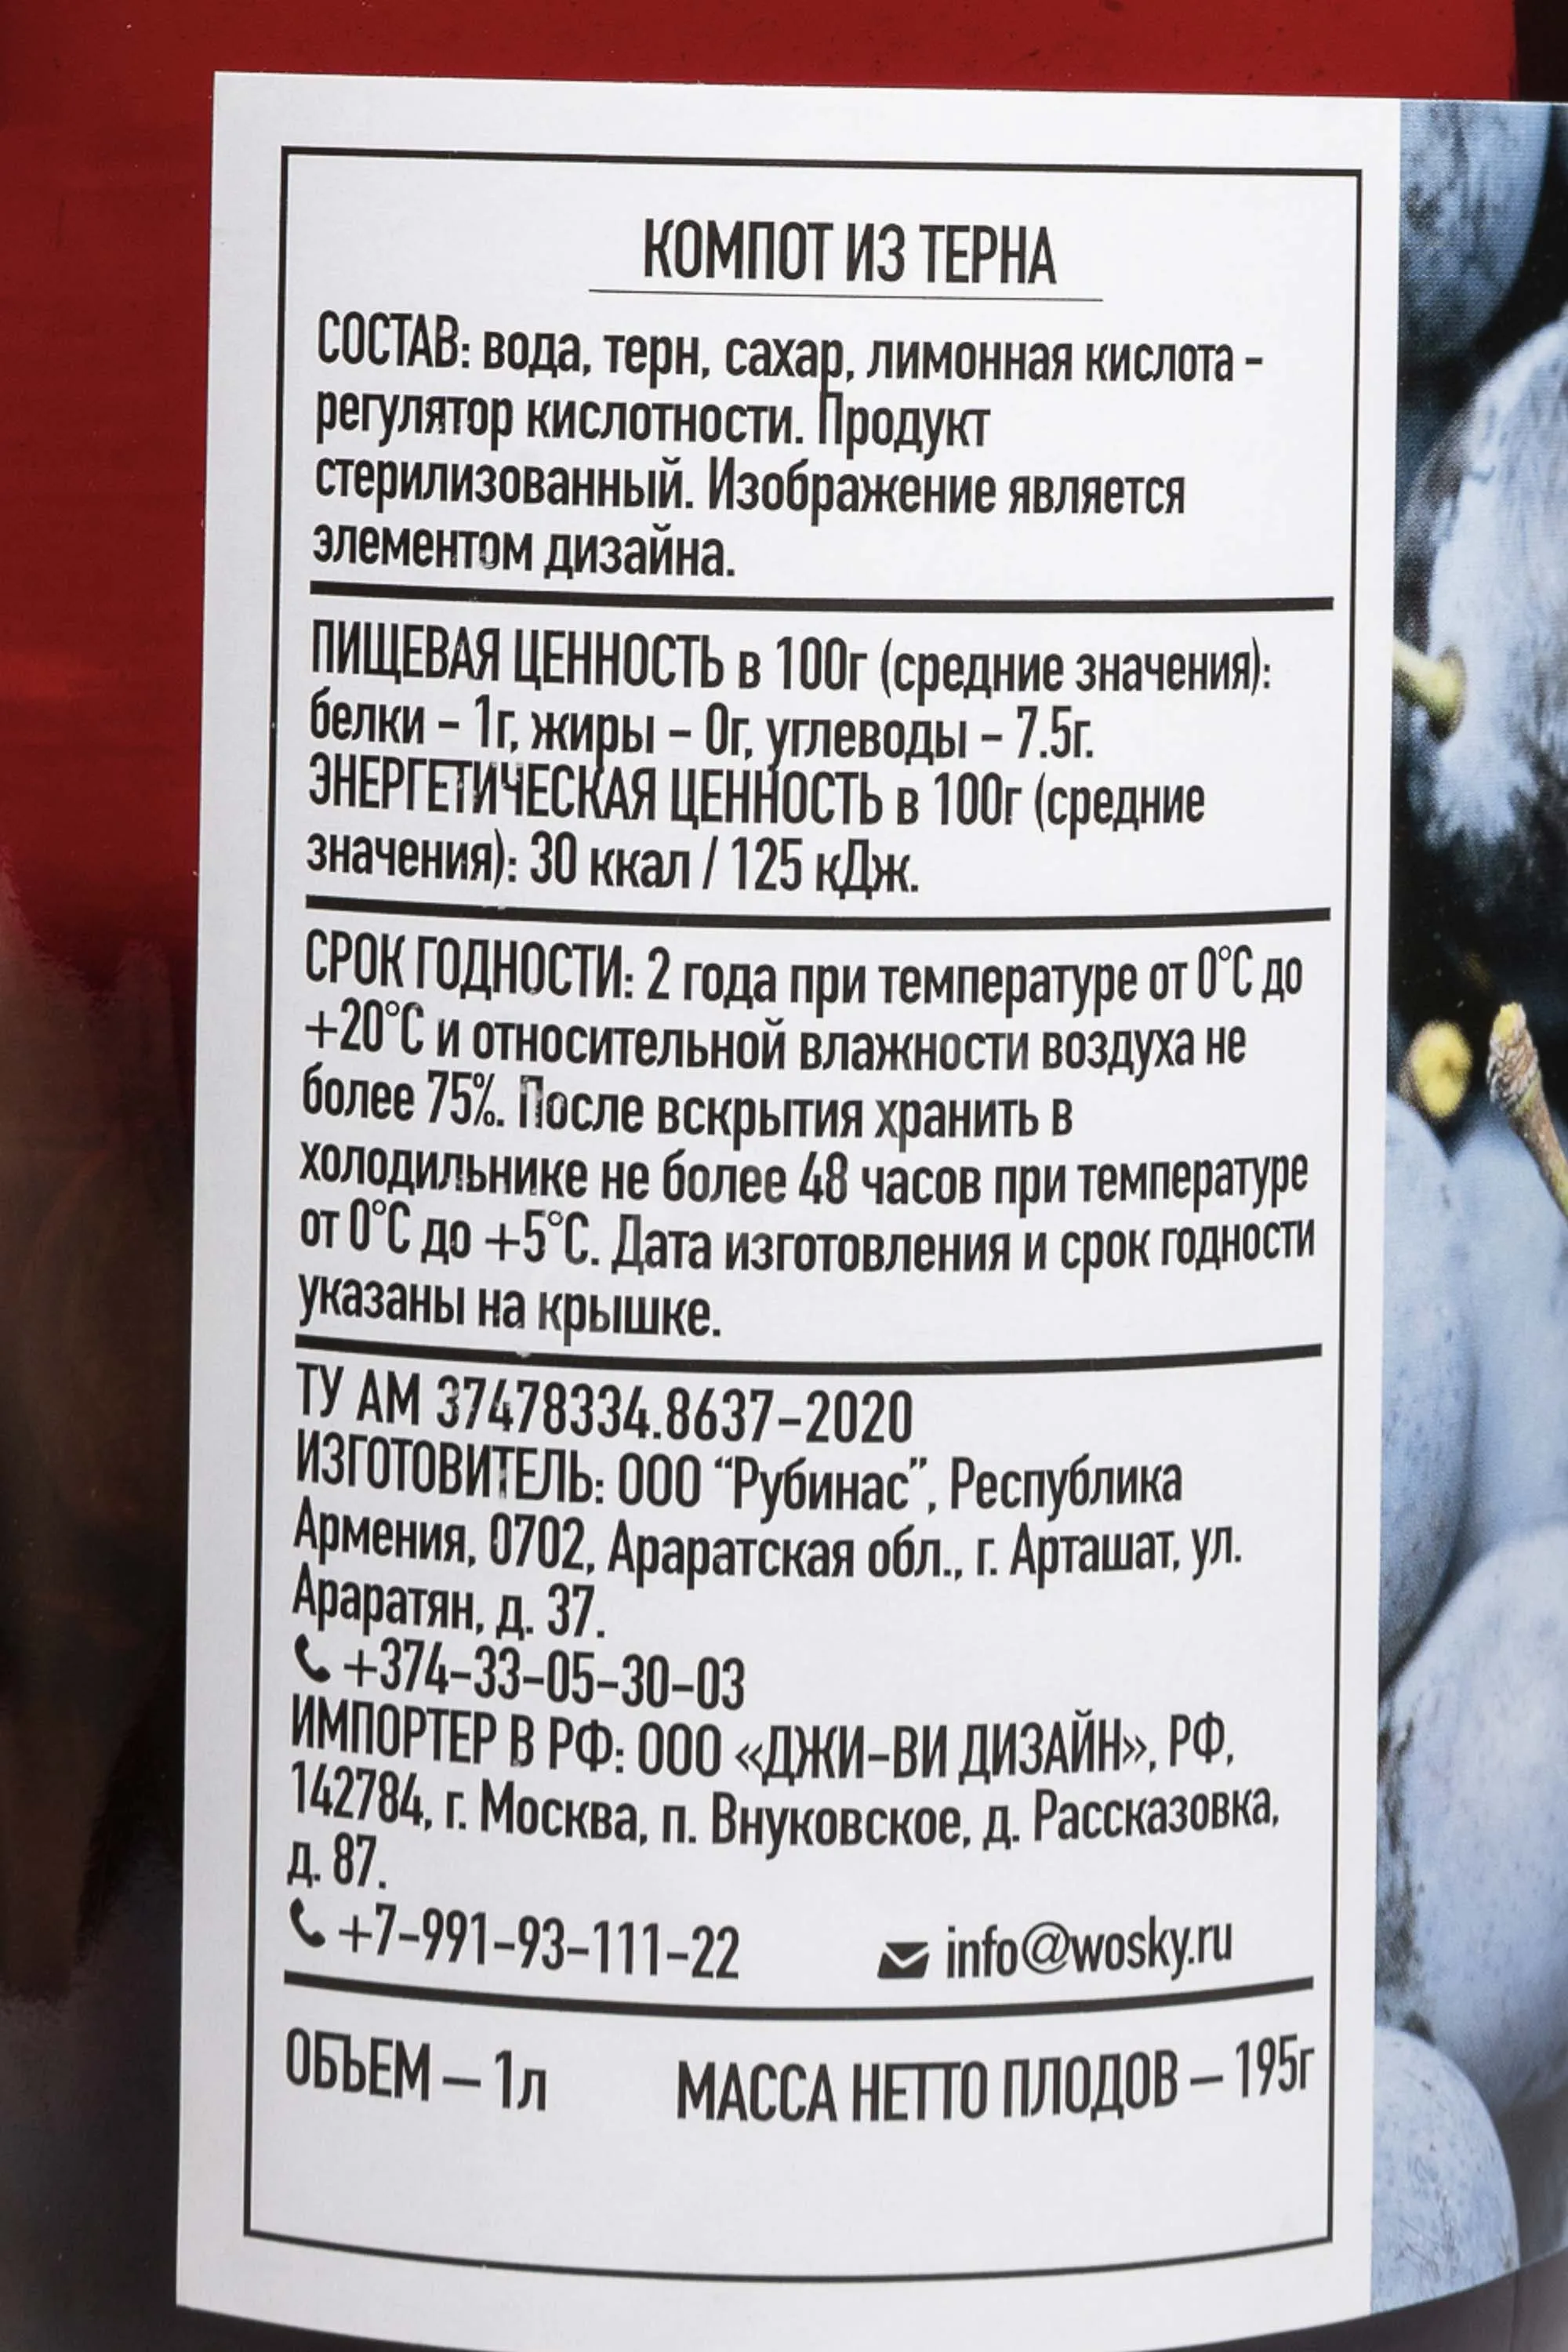 КОМПОТ ИЗ ТЕРНА
СОСТАВ: вода, терн, сахар, лимонная кислота –
регулятор кислотности. Продукт
стерилизованный. Изображение является
элементом дизайна.
ПИЩЕВАЯ ЦЕННОСТЬ в 100г (средние значения):
белки – 1г, жиры – 0г, углеводы – 7.5г.
ЭНЕРГЕТИЧЕСКАЯ ЦЕННОСТЬ в 100г (средние
значения): 30 ккал / 125 кДж.
СРОК ГОДНОСТИ: 2 года при температуре от 0°C до
+20°C и относительной влажности воздуха не
более 75%. После вскрытия хранить в
холодильнике не более 48 часов при температуре
от 0°C до +5°C. Дата изготовления и срок годности
указаны на крышке.
ТУ АМ 37478334.8637–2020
ИЗГОТОВИТЕЛЬ: ООО “Рубинас”, Республика
Армения, 0702, Араратская обл., г. Арташат, ул.
Араратян, д. 37.
+374–33–05–30–03
ИМПОРТЕР В РФ: ООО «ДЖИ–ВИ ДИЗАЙН», РФ,
142784, г. Москва, п. Внуковское, д. Рассказовка,
д. 87.
+7–991–93–111–22 info@wosky.ru
ОБЪЕМ — 1л МАССА НЕТТО ПЛОДОВ — 195г